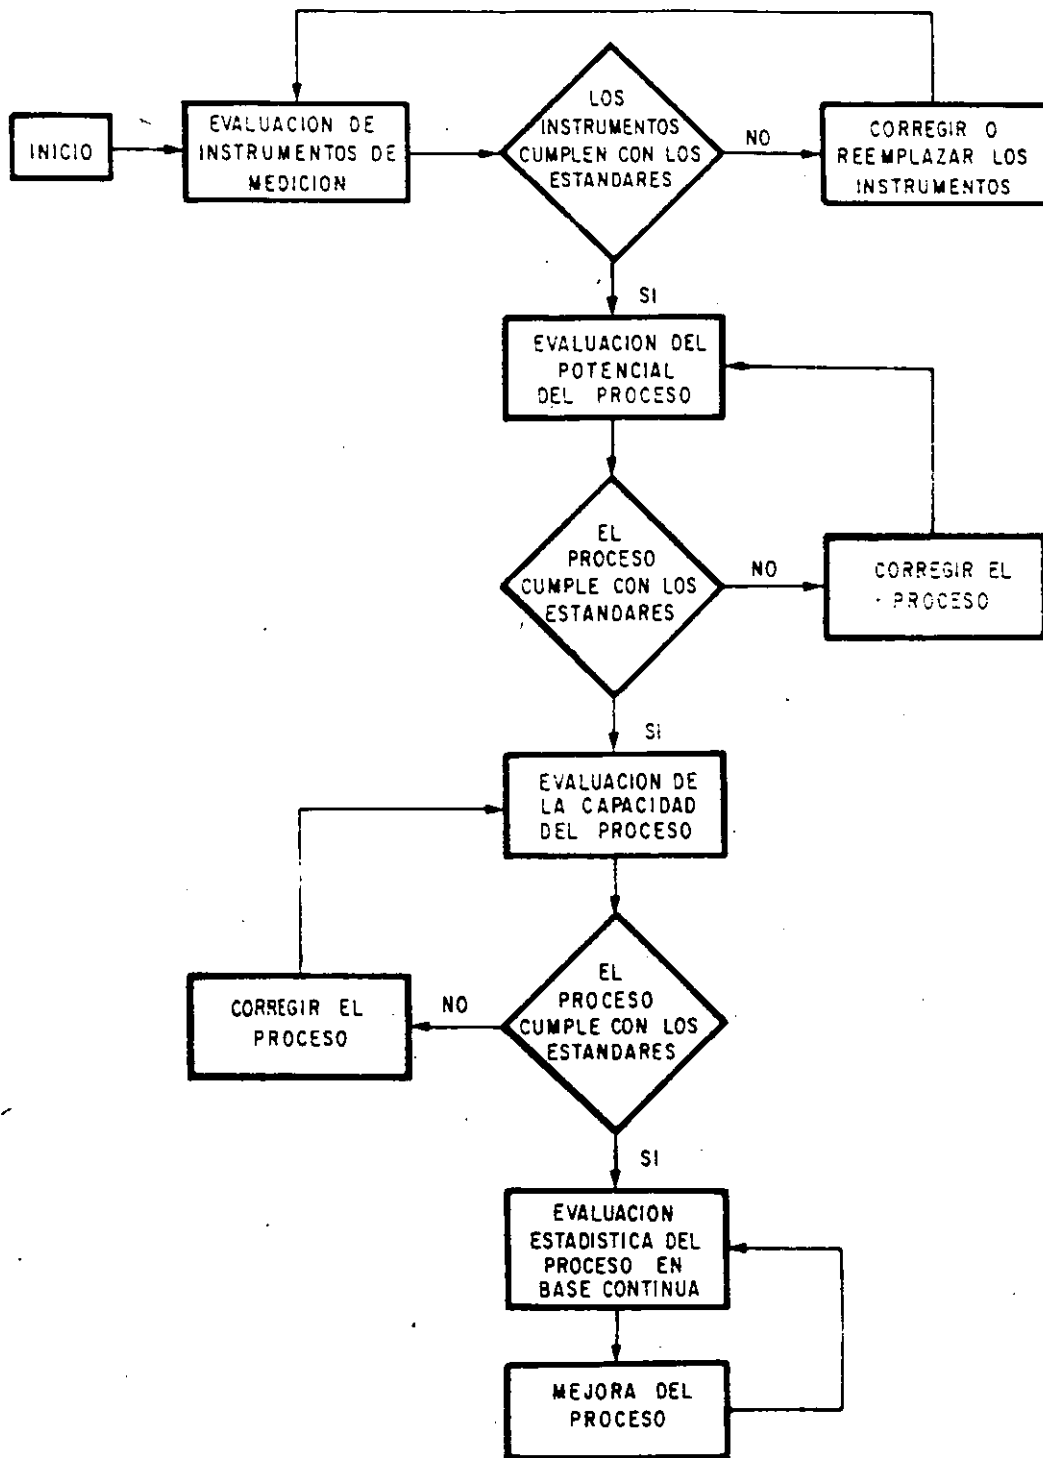 INICIO
EVALUACION DE
INSTRUMENTOS DE
MEDICION
LOS
INSTRUMENTOS
CUMPLEN CON LOS
ESTANDARES
NO
CORREGIR O
REEMPLAZAR LOS
INSTRUMENTOS
SI
EVALUACION DEL
POTENCIAL
DEL PROCESO
EL
PROCESO
CUMPLE CON LOS
ESTANDARES
NO
CORREGIR EL
PROCESO
SI
EVALUACION DE
LA CAPACIDAD
DEL PROCESO
EL
PROCESO
CUMPLE CON LOS
ESTANDARES
NO
CORREGIR EL
PROCESO
SI
EVALUACION
ESTADISTICA DEL
PROCESO EN
BASE CONTINUA
MEJORA DEL
PROCESO